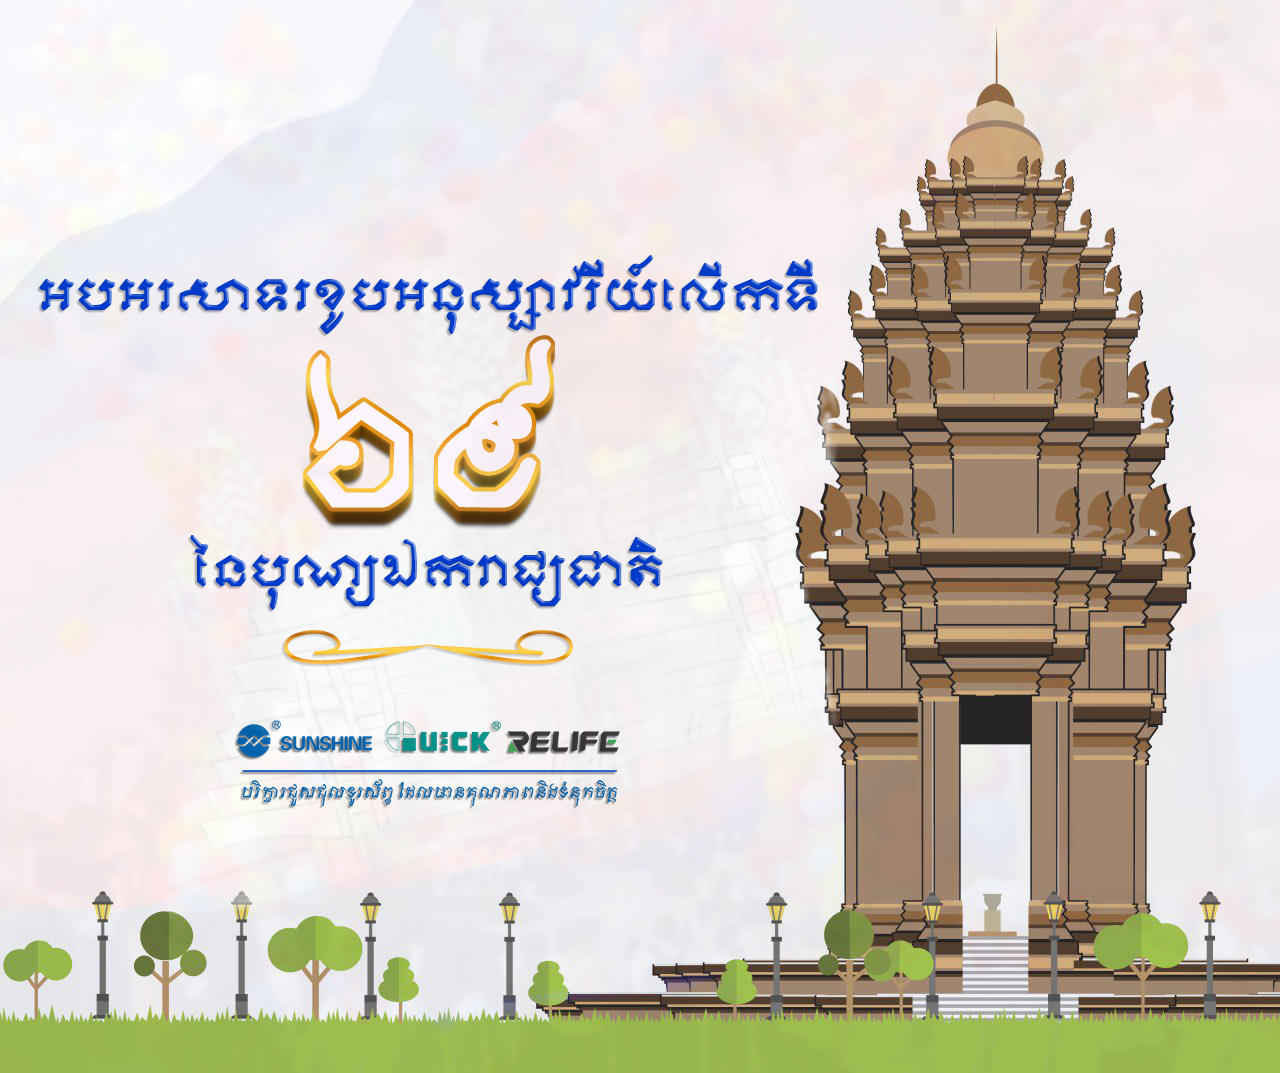 អបអរសាទរខួបអនុស្សាវរីយ៍លើកទី
៦៥
នៃបុណ្យឯករាជ្យជាតិ
® SUNSHINE QUICK® RELIFE
បរិក្ខារជួសជុលទូរស័ព្ទ ដែលមានគុណភាពនិងទំនុកចិត្ត